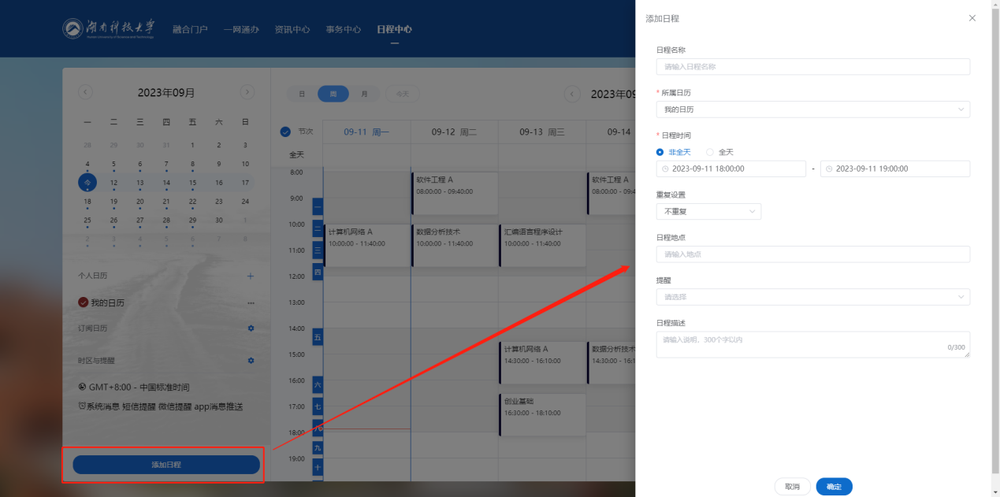 湖南科技大学
Hunan University of Science and Technology
融合门户 一网通办 资讯中心 事务中心 日程中心
2023年09月
一 二 三 四 五 六 日
28 29 30 31 1 2 3
4 5 6 7 8 9 10
今 12 13 14 15 16 17
18 19 20 21 22 23 24
25 26 27 28 29 30 1
2 3 4 5 6 7 8
个人日历
我的日历
订阅日历
时区与提醒
GMT+8:00 - 中国标准时间
系统消息 短信提醒 微信提醒 app消息推送
添加日程
日 周 月 今天
2023年09
节次 09-11 周一 09-12 周二 09-13 周三 09-14
全天
8:00
软件工程 A
08:00:00 - 09:40:00
软件工程 A
08:00:00 - 09:4
9:00
一
10:00
二
计算机网络 A
10:00:00 - 11:40:00
数据分析技术
10:00:00 - 11:40:00
汇编语言程序设计
10:00:00 - 11:40:00
11:00
三
12:00
四
13:00
14:00
五
15:00
计算机网络 A
14:30:00 - 16:10:00
数据分析技术
14:30:00 - 16:1
16:00
六
创业基础
16:30:00 - 18:10:00
17:00
七
18:00
八
九
19:00
十
添加日程
日程名称
请输入日程名称
* 所属日历
我的日历
* 日程时间
非全天 全天
2023-09-11 18:00:00 - 2023-09-11 19:00:00
重复设置
不重复
日程地点
请输入地点
提醒
请选择
日程描述
请输入说明，300个字以内
0/300
取消 确定